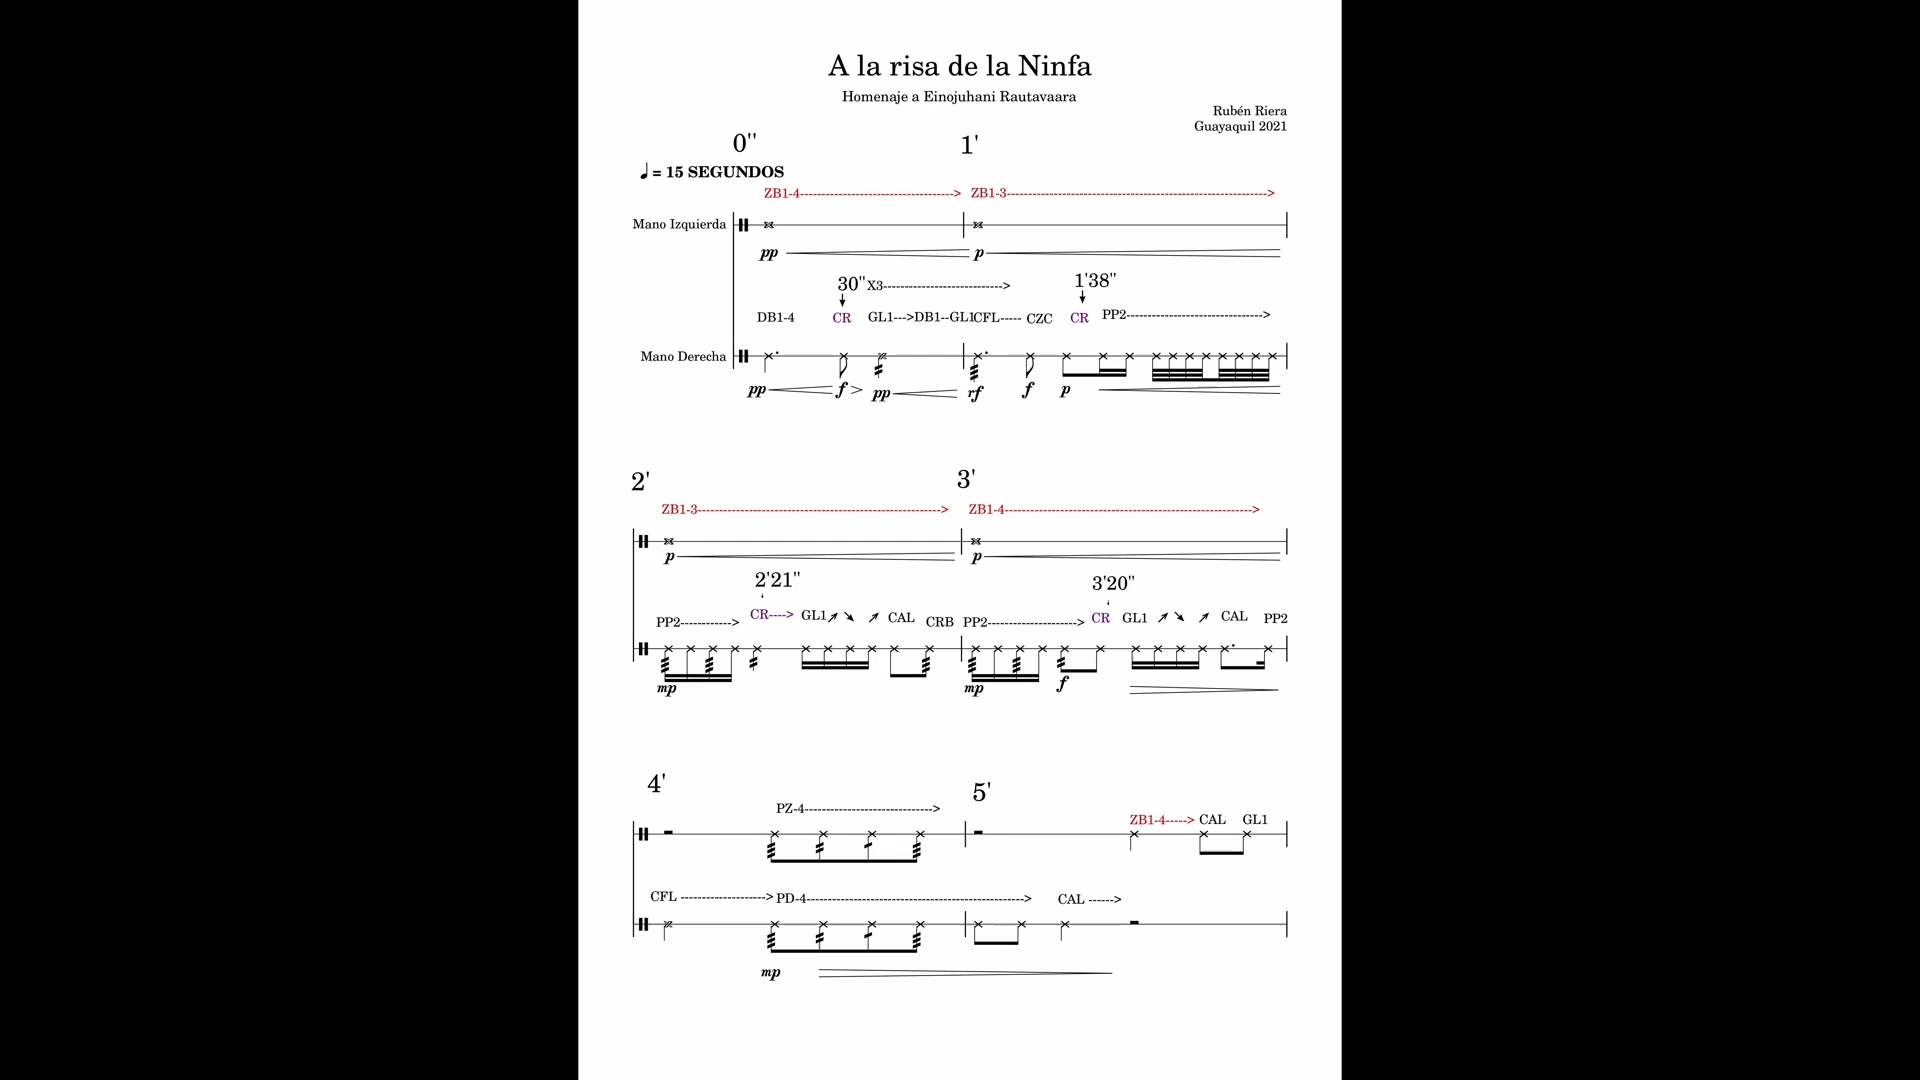 A la risa de la Ninfa
Homenaje a Einojuhani Rautavaara
Rubén Riera
Guayaquil 2021
0'' 1'
= 15 SEGUNDOS
ZB1-4----------------------------------> ZB1-3---------------------------------------------------------->
Mano Izquierda
pp p
30" X3---------------------------> 1'38"
DB1-4 CR GL1--->DB1--GL1CFL----- CZC CR PP2------------------------------->
Mano Derecha
pp f > pp rf f p
2' 3'
ZB1-3------------------------------------------------------> ZB1-4------------------------------------------------------->
p p
2'21" 3'20"
PP2------------> CR----> GL1 CAL CRB PP2---------------------> CR GL1 CAL PP2
mp mp f
4' 5'
PZ-4-----------------------------> ZB1-4-----> CAL GL1
CFL ---------------------> PD-4--------------------------------------------------> CAL ------>
mp